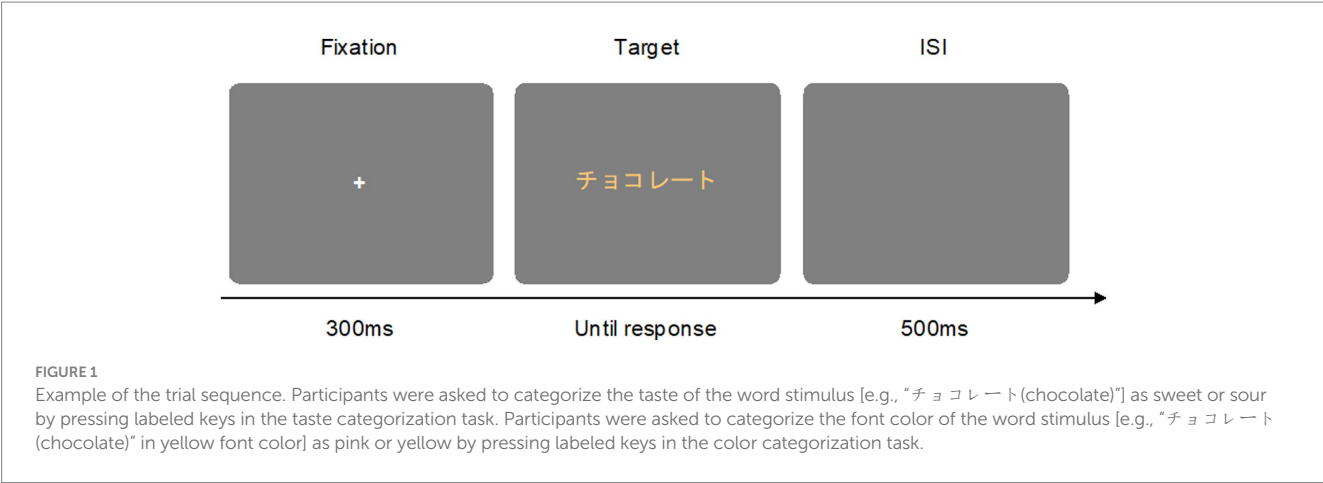 Fixation Target ISI
+ チョコレート
300ms Until response 500ms
FIGURE 1
Example of the trial sequence. Participants were asked to categorize the taste of the word stimulus [e.g., “チョコレート(chocolate)”] as sweet or sour
by pressing labeled keys in the taste categorization task. Participants were asked to categorize the font color of the word stimulus [e.g., “チョコレート
(chocolate)” in yellow font color] as pink or yellow by pressing labeled keys in the color categorization task.